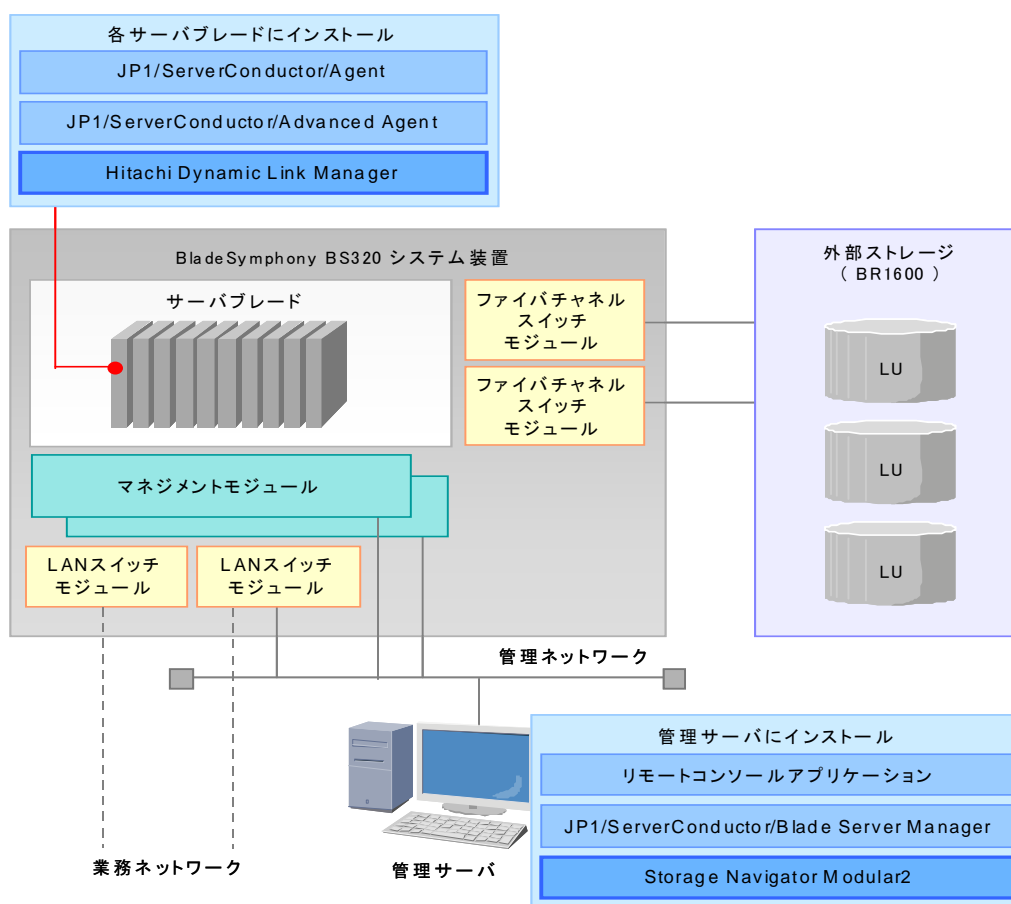 各サーバブレードにインストール
JP1/ServerConductor/Agent
JP1/ServerConductor/Advanced Agent
Hitachi Dynamic Link Manager
BladeSymphony BS320 システム装置
サーバブレード
ファイバチャネル
スイッチ
モジュール
ファイバチャネル
スイッチ
モジュール
外部ストレージ
（ BR1600 ）
LU
LU
LU
マネジメントモジュール
LANスイッチ
モジュール
LANスイッチ
モジュール
管理ネットワーク
業務ネットワーク
管理サーバ
管理サーバにインストール
リモートコンソールアプリケーション
JP1/ServerConductor/Blade Server Manager
Storage Navigator Modular2